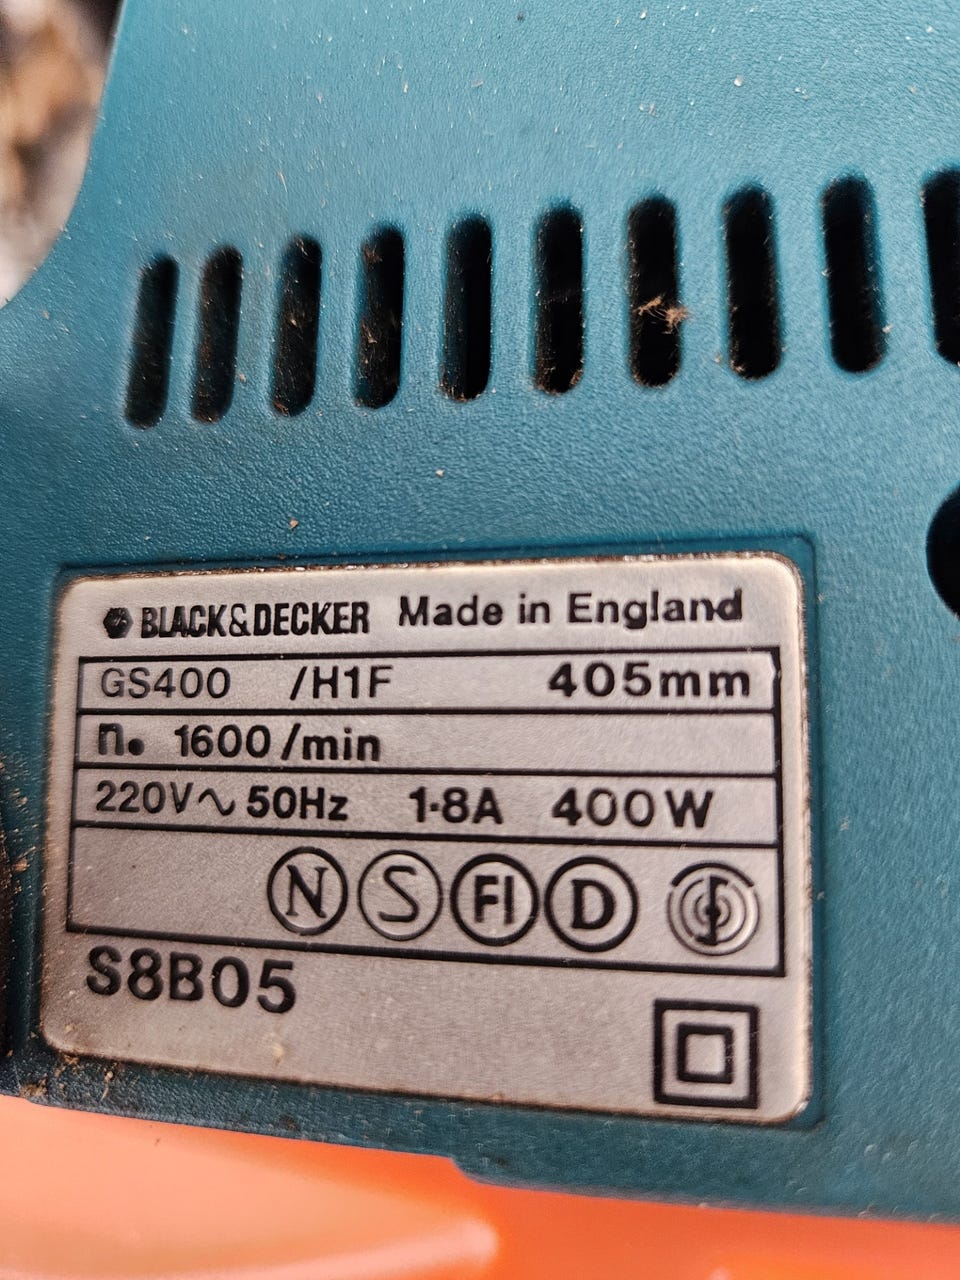 BLACK&DECKER Made in England
GS400 /H1F 405mm
n. 1600/min
220V∿50Hz 1·8A 400W
N S FI D
S8B05